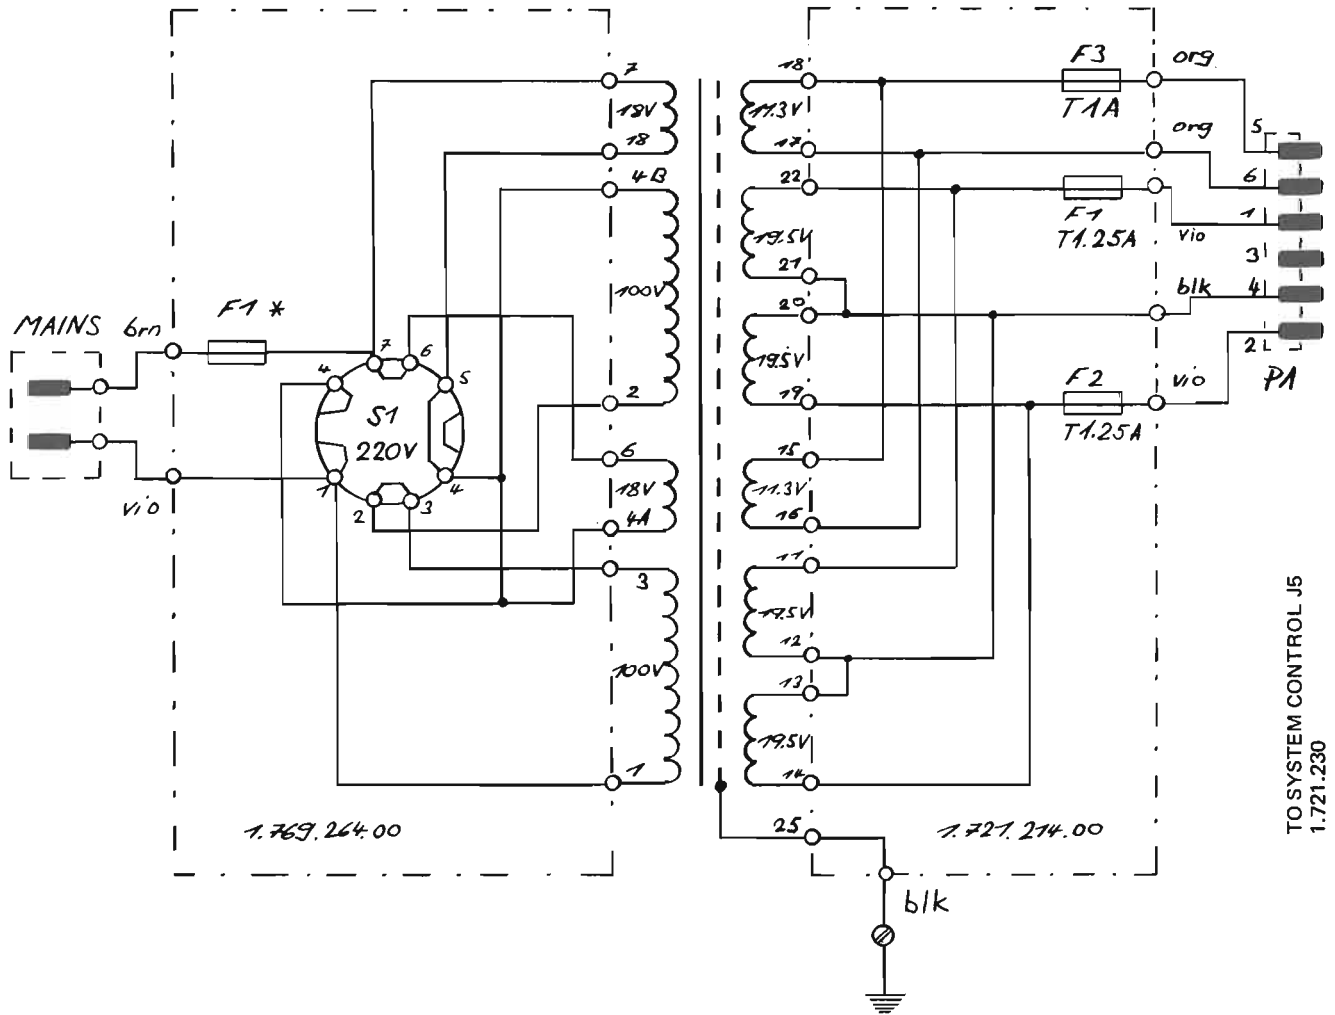 MAINS
brn
vio
F1 *
S1
220V
4
7
6
5
4
3
2
1
7
18V
18
4B
100V
2
6
18V
4A
3
100V
1
1.769.264.00
18
11.3V
17
22
19.5V
21
20
19.5V
19
15
11.3V
16
11
19.5V
12
13
19.5V
14
25
1.721.214.00
blk
F3
T1A
org
org
F1
T1.25A
vio
blk
F2
T1.25A
vio
5
6
1
3
4
2
P1
TO SYSTEM CONTROL J5
1.721.230